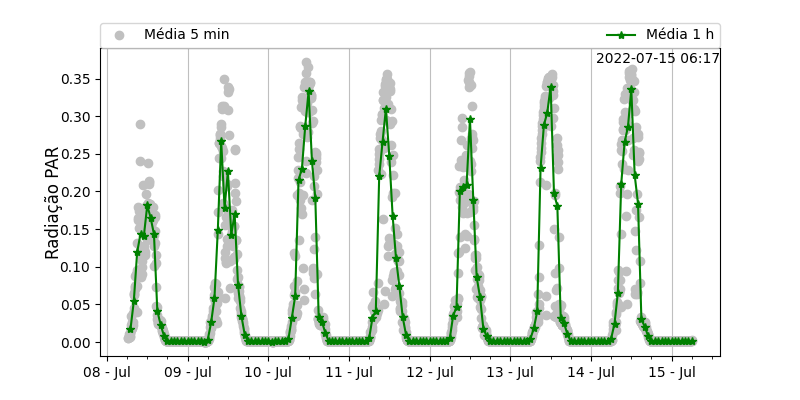 Média 5 min
Média 1 h
2022-07-15 06:17
0.35
0.30
0.25
0.20
0.15
0.10
0.05
0.00
Radiação PAR
08 - Jul
09 - Jul
10 - Jul
11 - Jul
12 - Jul
13 - Jul
14 - Jul
15 - Jul